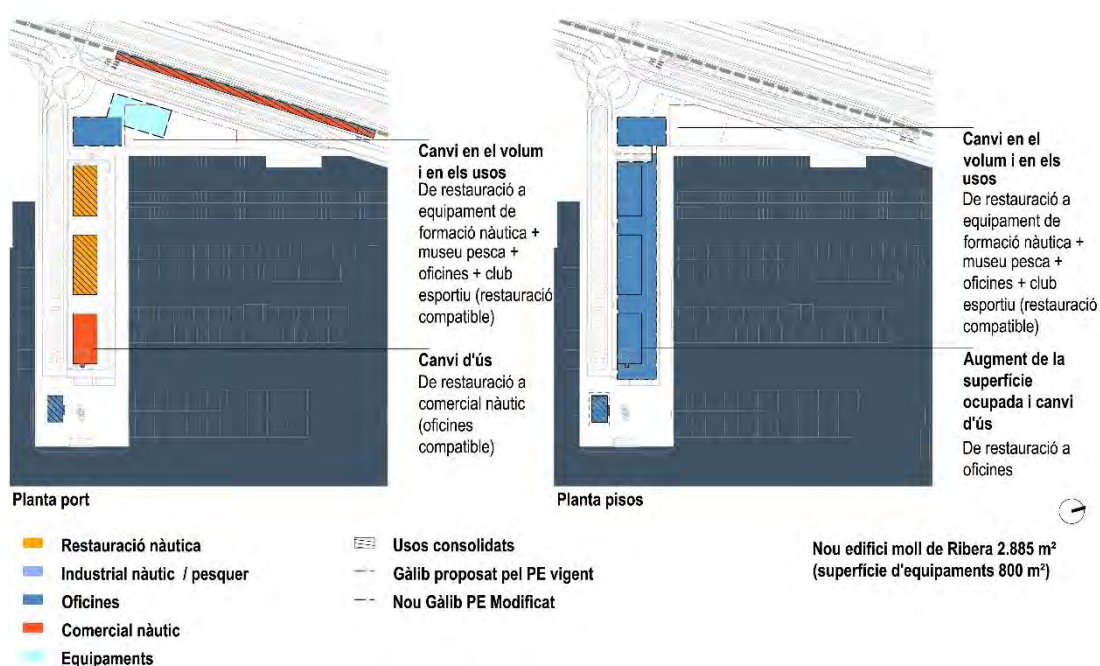 Canvi en el volum
i en els usos
De restauració a
equipament de
formació nàutica +
museu pesca +
oficines + club
esportiu (restauració
compatible)
Canvi d'ús
De restauració a
comercial nàutic
(oficines
compatible)
Planta port
Canvi en el
volum i en els
usos
De restauració a
equipament de
formació nàutica +
museu pesca +
oficines + club
esportiu (restauració
compatible)
Augment de la
superfície
ocupada i canvi
d'ús
De restauració a
oficines
Planta pisos
Restauració nàutica
Industrial nàutic / pesquer
Oficines
Comercial nàutic
Equipaments
Usos consolidats
Gàlib proposat pel PE vigent
Nou Gàlib PE Modificat
Nou edifici moll de Ribera 2.885 m²
(superfície d'equipaments 800 m²)